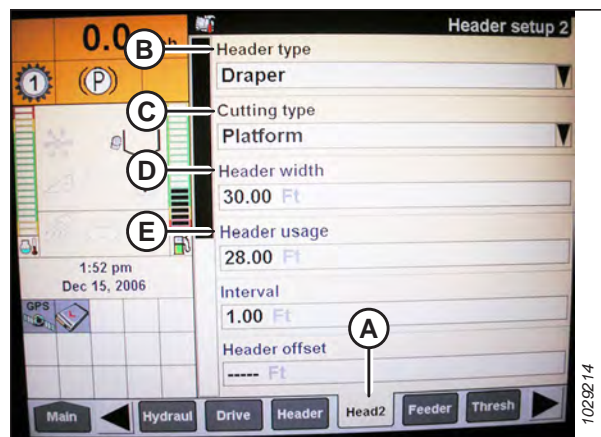 Header setup 2
0.0
B
Header type
Draper
1
(P)
C
Cutting type
Platform
D
Header width
30.00 Ft
E
Header usage
28.00 Ft
1:52 pm
Dec 15, 2006
Interval
1.00 Ft
GPS
A
Header offset
----- Ft
Main
Hydraul
Drive
Header
Head2
Feeder
Thresh
1029214